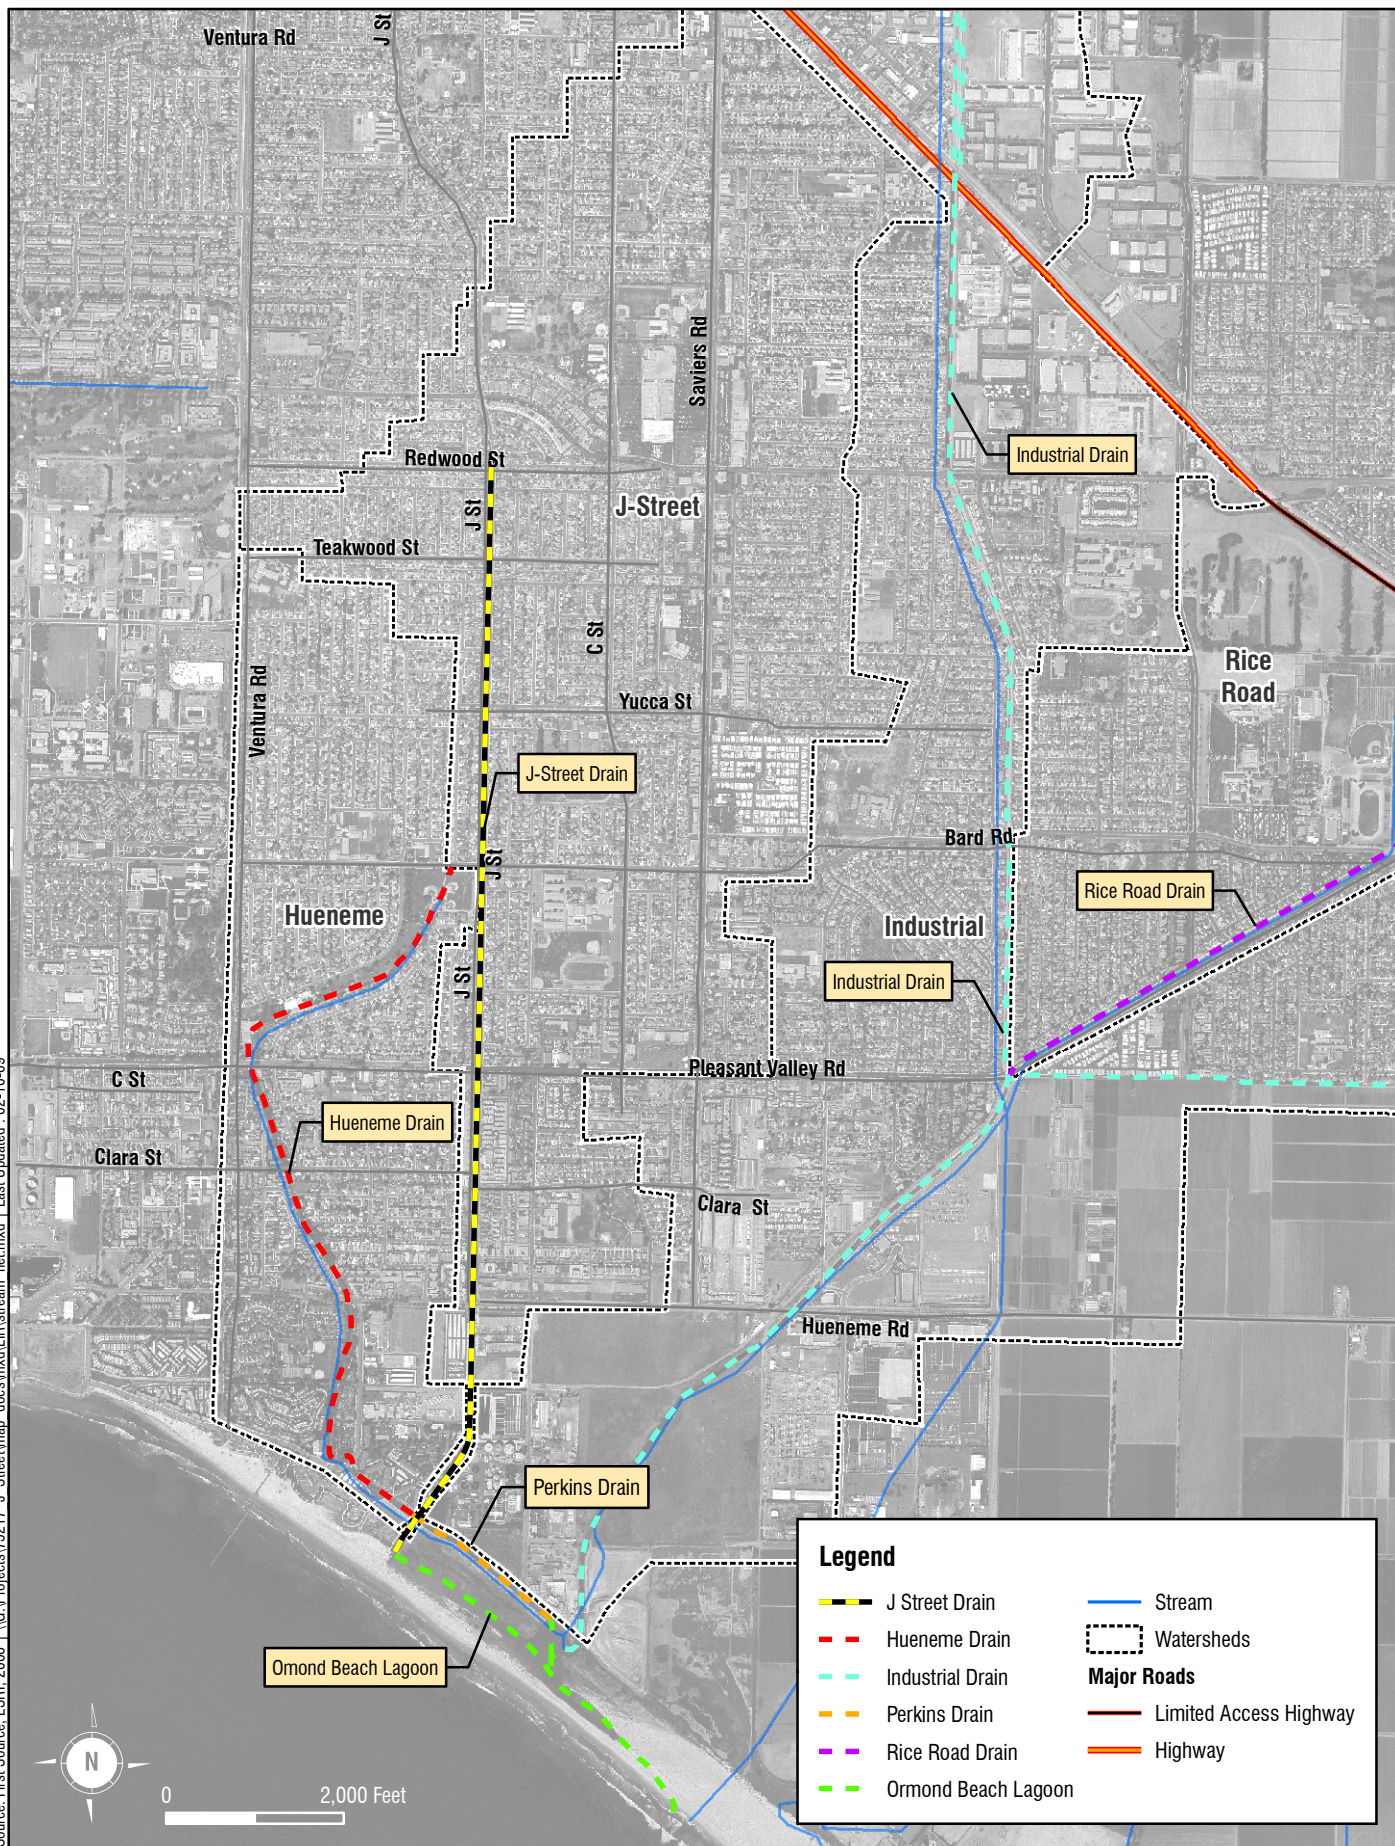 Ventura Rd
J St
Saviers Rd
Industrial Drain
Redwood St
J St
J-Street
Teakwood St
C St
Rice
Road
Ventura Rd
Yucca St
J-Street Drain
Bard Rd
J St
Rice Road Drain
Hueneme
Industrial
J St
Industrial Drain
Pleasant Valley Rd
C St
Hueneme Drain
Clara St
Clara St
Hueneme Rd
Perkins Drain
Omond Beach Lagoon
N
0 2,000 Feet
Legend
J Street Drain
Hueneme Drain
Industrial Drain
Perkins Drain
Rice Road Drain
Ormond Beach Lagoon
Stream
Watersheds
Major Roads
Limited Access Highway
Highway